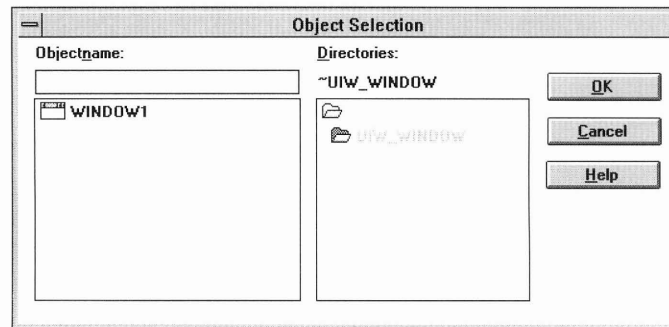 Object Selection
Objectname:
WINDOW1
Directories:
~UIW_WINDOW
UIW_WINDOW
OK
Cancel
Help